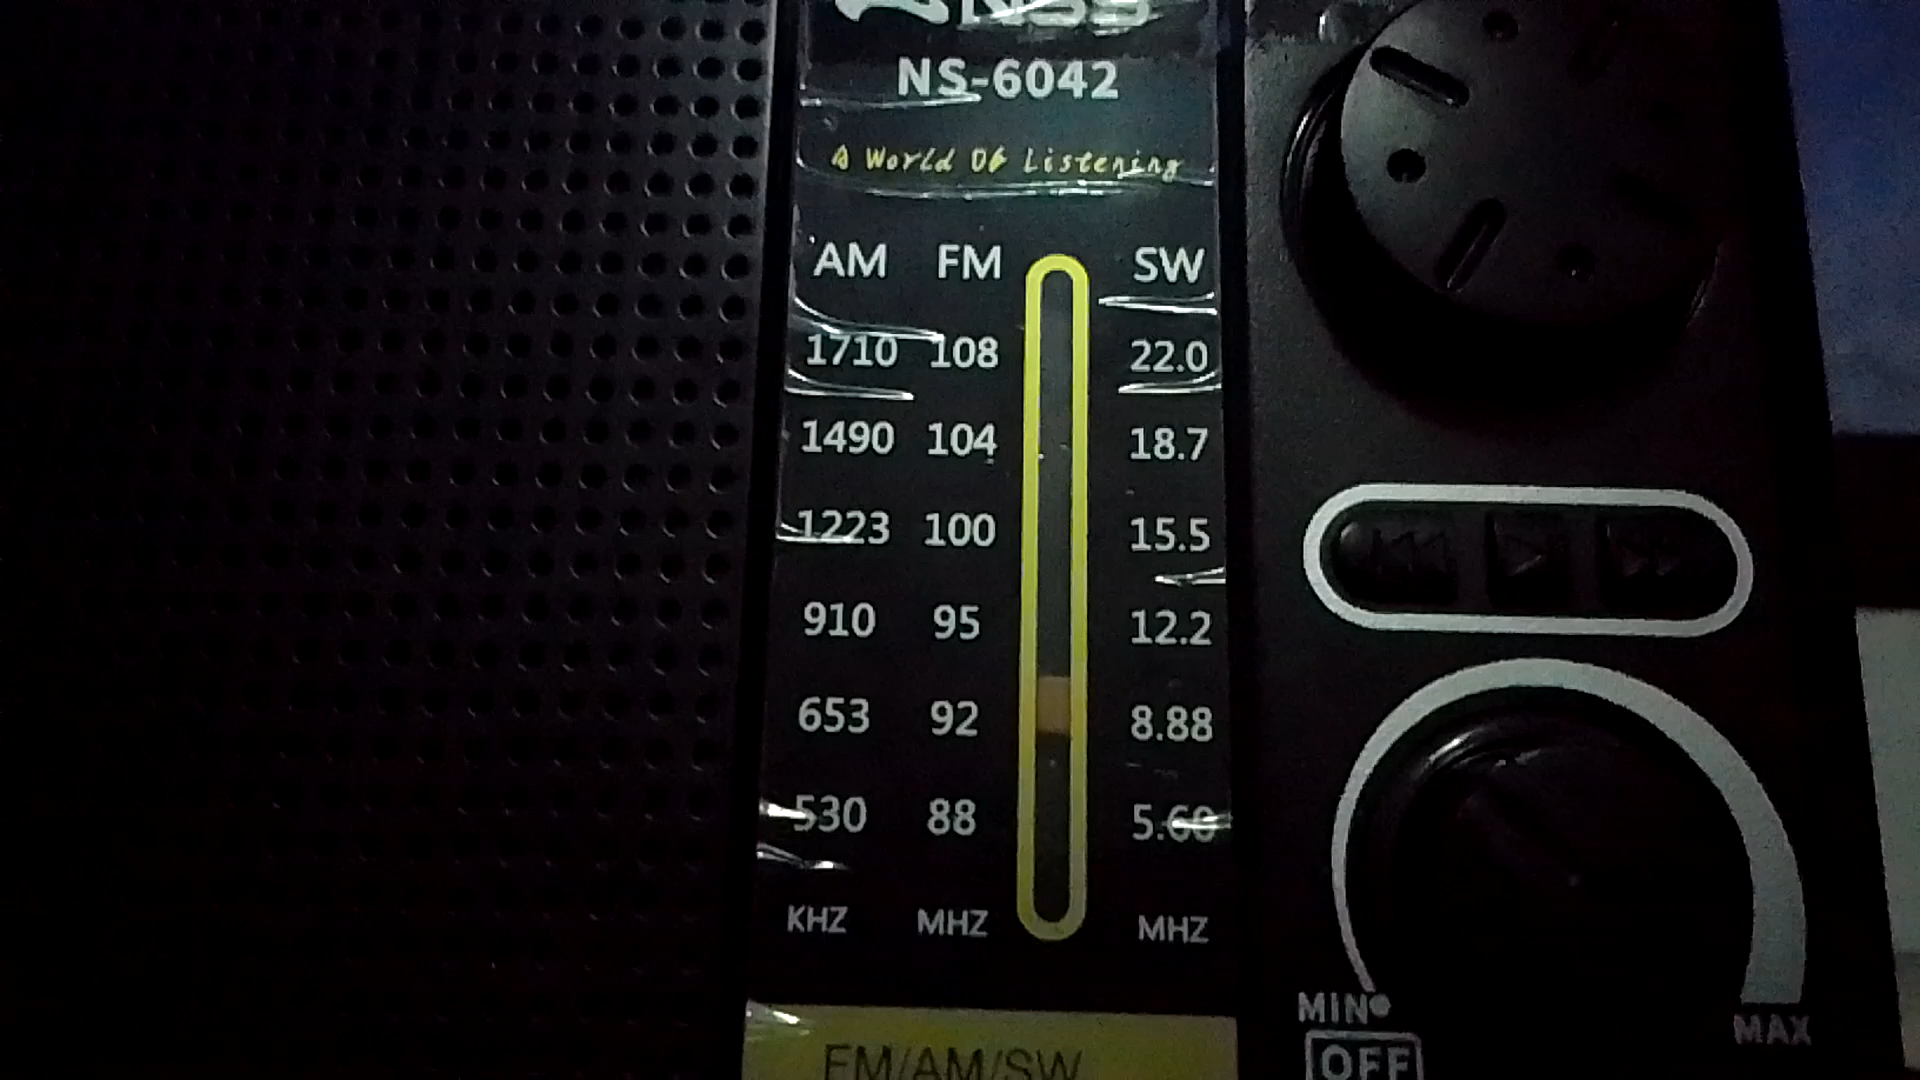 NSS
NS-6042
A World Of Listening
AM FM SW
1710 108 22.0
1490 104 18.7
1223 100 15.5
910 95 12.2
653 92 8.88
530 88 5.60
KHZ MHZ MHZ
MIN
MAX
OFF
FM/AM/SW